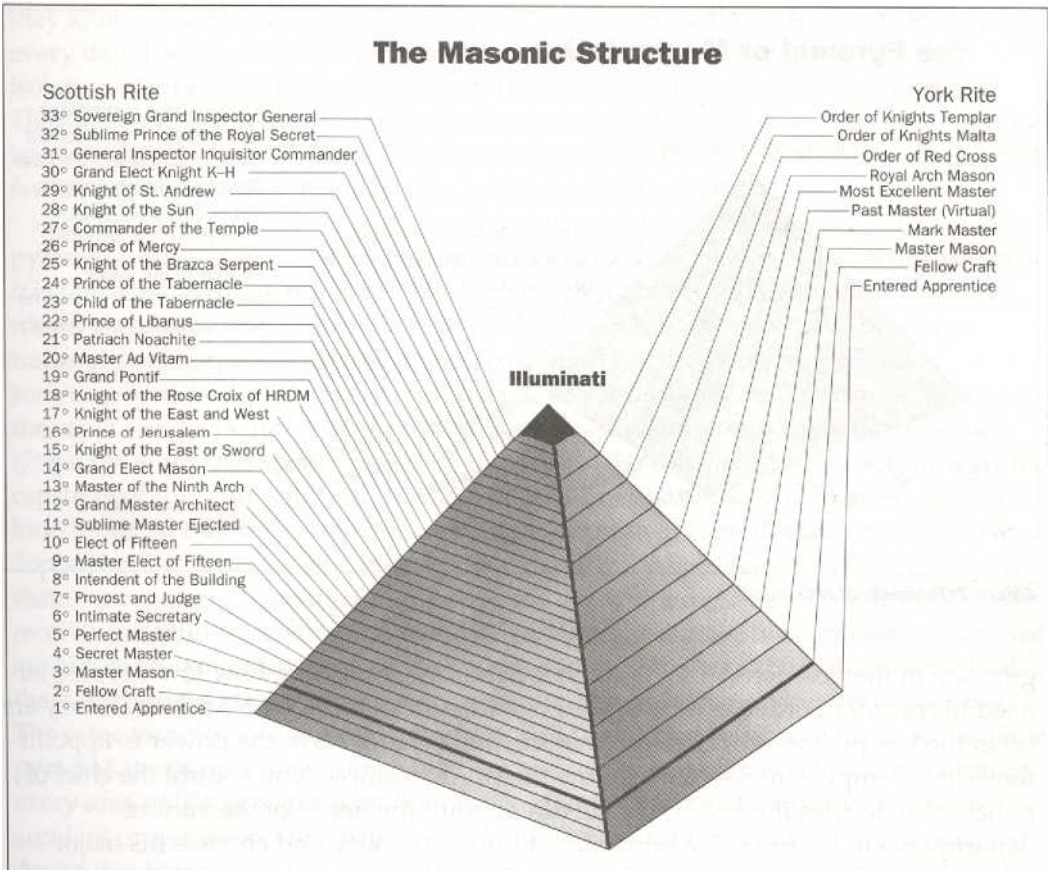 The Masonic Structure
Scottish Rite
33° Sovereign Grand Inspector General
32° Sublime Prince of the Royal Secret
31° General Inspector Inquisitor Commander
30° Grand Elect Knight K–H
29° Knight of St. Andrew
28° Knight of the Sun
27° Commander of the Temple
26° Prince of Mercy
25° Knight of the Brazca Serpent
24° Prince of the Tabernacle
23° Child of the Tabernacle
22° Prince of Libanus
21° Patriach Noachite
20° Master Ad Vitam
19° Grand Pontif
18° Knight of the Rose Croix of HRDM
17° Knight of the East and West
16° Prince of Jerusalem
15° Knight of the East or Sword
14° Grand Elect Mason
13° Master of the Ninth Arch
12° Grand Master Architect
11° Sublime Master Ejected
10° Elect of Fifteen
9° Master Elect of Fifteen
8° Intendent of the Building
7° Provost and Judge
6° Intimate Secretary
5° Perfect Master
4° Secret Master
3° Master Mason
2° Fellow Craft
1° Entered Apprentice
York Rite
Order of Knights Templar
Order of Knights Malta
Order of Red Cross
Royal Arch Mason
Most Excellent Master
Past Master (Virtual)
Mark Master
Master Mason
Fellow Craft
Entered Apprentice
Illuminati